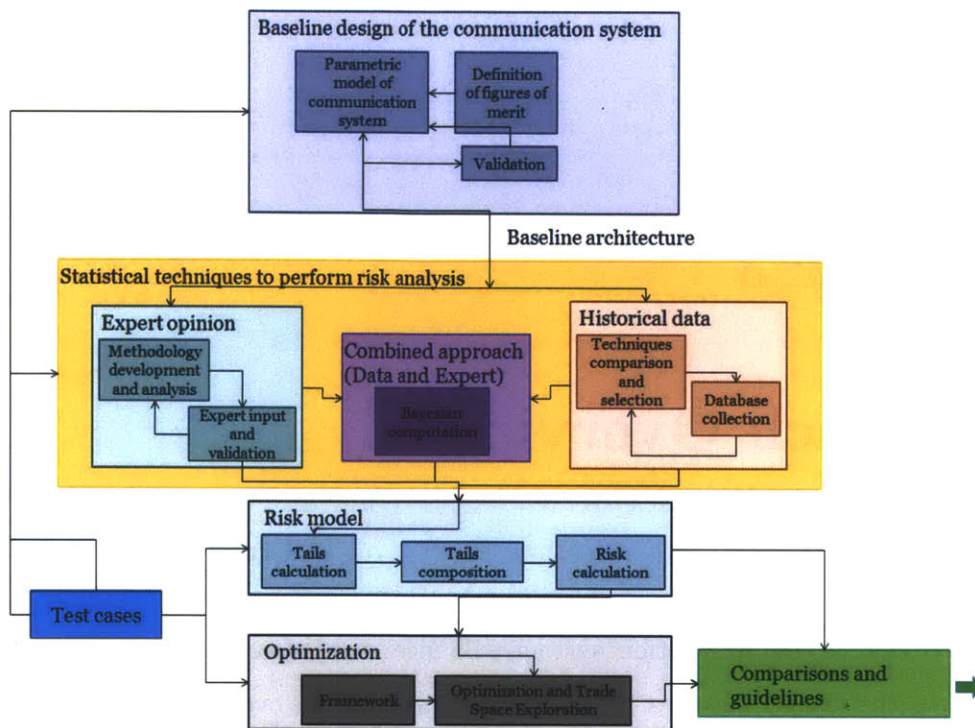 Baseline design of the communication system
Parametric
model of
communication
system
Definition
of figures of
merit
Validation
Baseline architecture
Statistical techniques to perform risk analysis
Expert opinion
Methodology
development
and analysis
Expert input
and
validation
Combined approach
(Data and Expert)
Bayesian
computation
Historical data
Techniques
comparison
and
selection
Database
collection
Risk model
Tails
calculation
Tails
composition
Risk
calculation
Test cases
Optimization
Framework
Optimization and Trade
Space Exploration
Comparisons and
guidelines